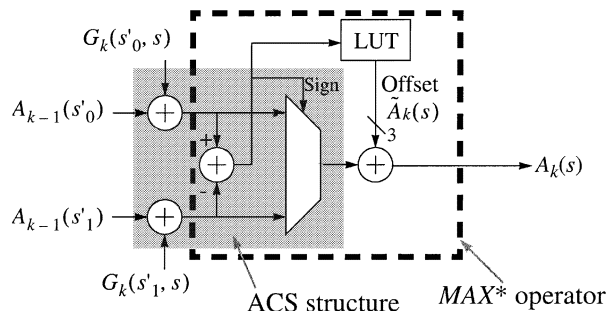 G_k(s'_0, s)
LUT
Sign
Offset
Ã_k(s)
A_{k-1}(s'_0)
+
3
+
+
+
A_k(s)
-
A_{k-1}(s'_1)
+
G_k(s'_1, s)
ACS structure
MAX* operator